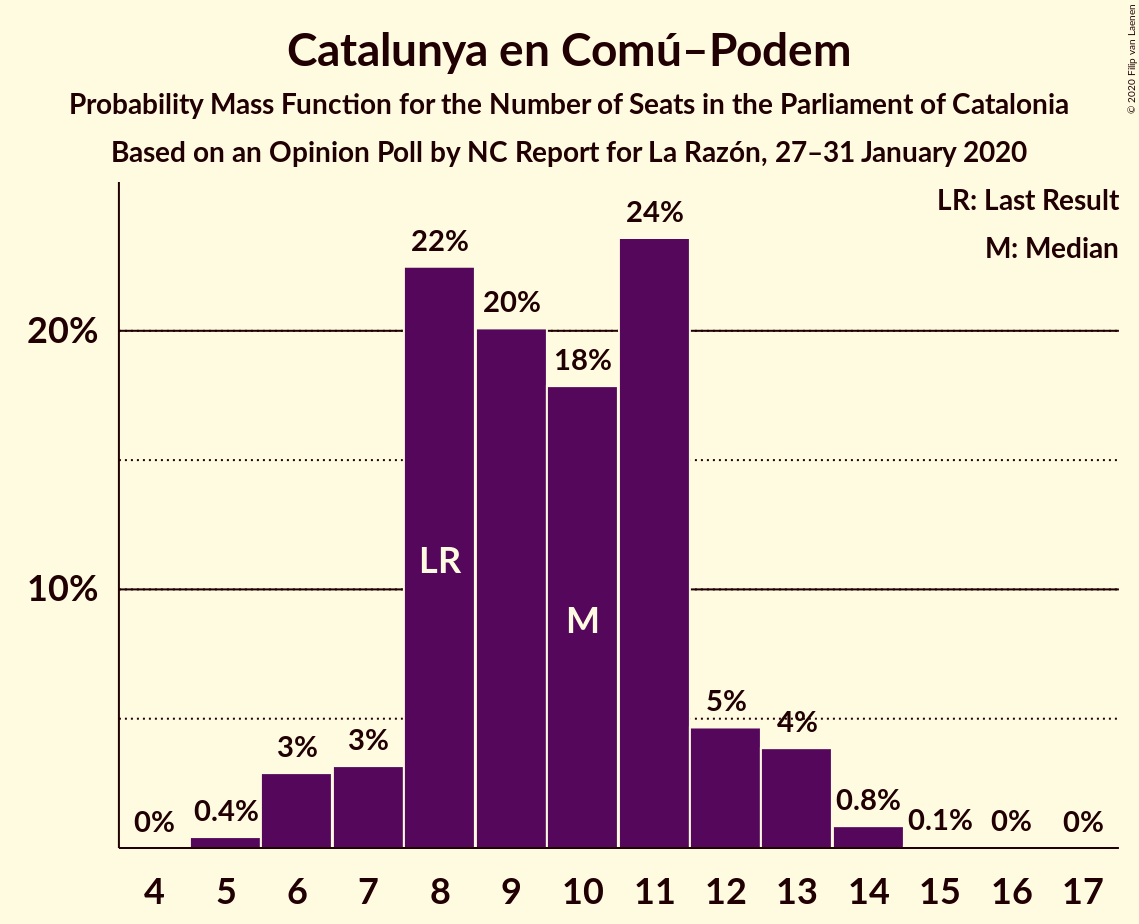 Catalunya en Comú–Podem
Probability Mass Function for the Number of Seats in the Parliament of Catalonia
Based on an Opinion Poll by NC Report for La Razón, 27–31 January 2020
© 2020 Filip van Laenen
LR: Last Result
M: Median
20%
10%
0%
0.4%
3%
3%
22%
20%
18%
24%
5%
4%
0.8%
0.1%
0%
0%
LR
M
4 5 6 7 8 9 10 11 12 13 14 15 16 17